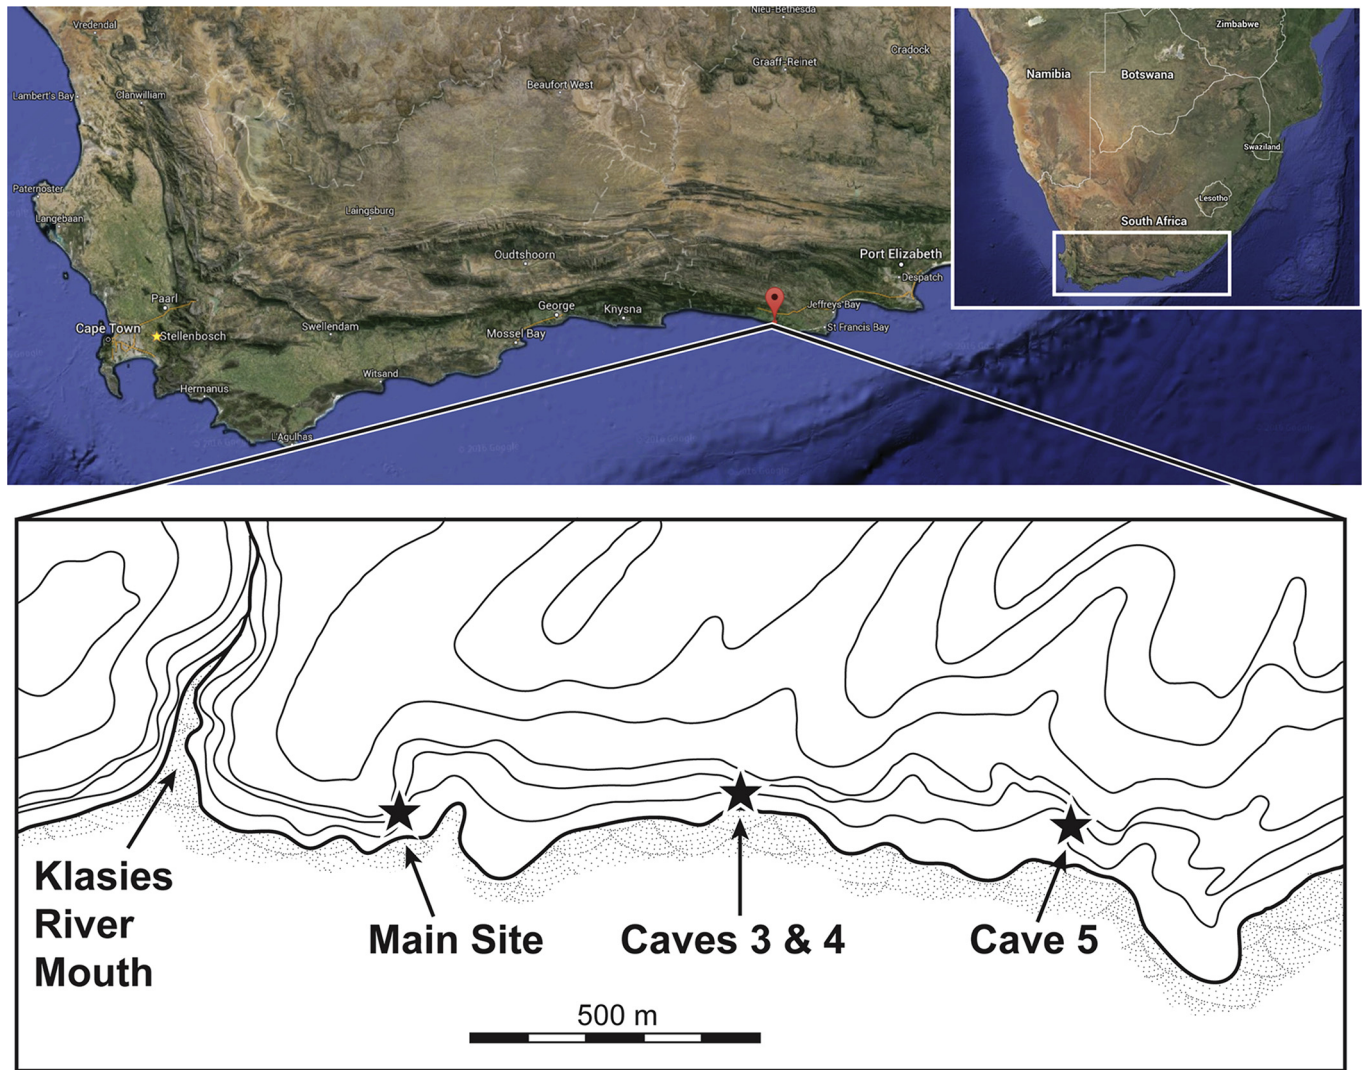 Vredendal
Nieu-Bethesda
Cradock
Graaff-Reinet
Beaufort West
Lambert's Bay
Clanwilliam
Paternoster
Langebaan
Laingsburg
Oudtshoorn
Port Elizabeth
Despatch
Paarl
George
Knysna
Jeffreys Bay
Cape Town
Stellenbosch
Swellendam
Mossel Bay
St Francis Bay
Hermanus
Witsand
L'Agulhas
Zimbabwe
Namibia
Botswana
Swaziland
Lesotho
South Africa
Klasies
River
Mouth
Main Site
Caves 3 & 4
Cave 5
500 m